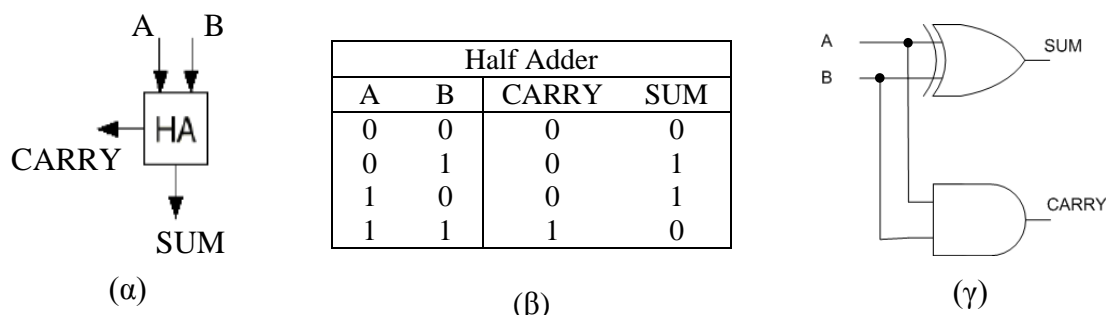 A B
HA
CARRY
SUM
(α)
Half Adder
A B CARRY SUM
0 0 0 0
0 1 0 1
1 0 0 1
1 1 1 0
(β)
A
SUM
B
CARRY
(γ)